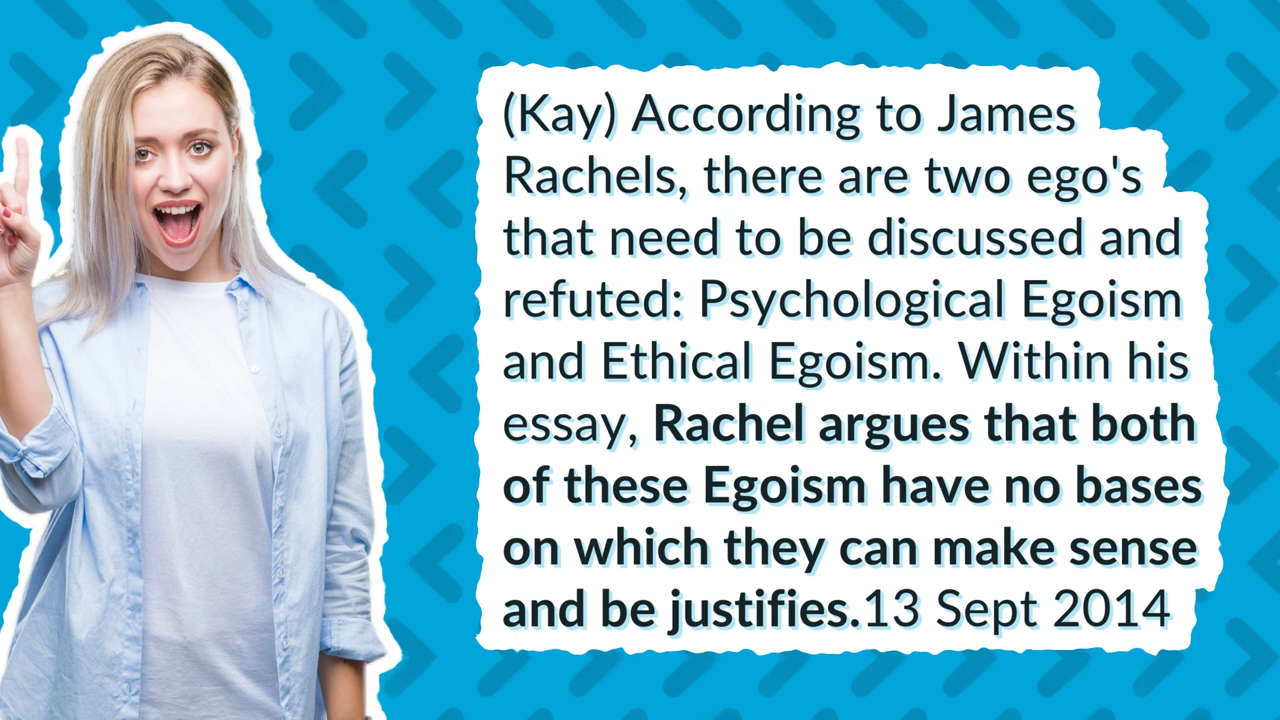 (Kay) According to James
Rachels, there are two ego's
that need to be discussed and
refuted: Psychological Egoism
and Ethical Egoism. Within his
essay, Rachel argues that both
of these Egoism have no bases
on which they can make sense
and be justifies.13 Sept 2014